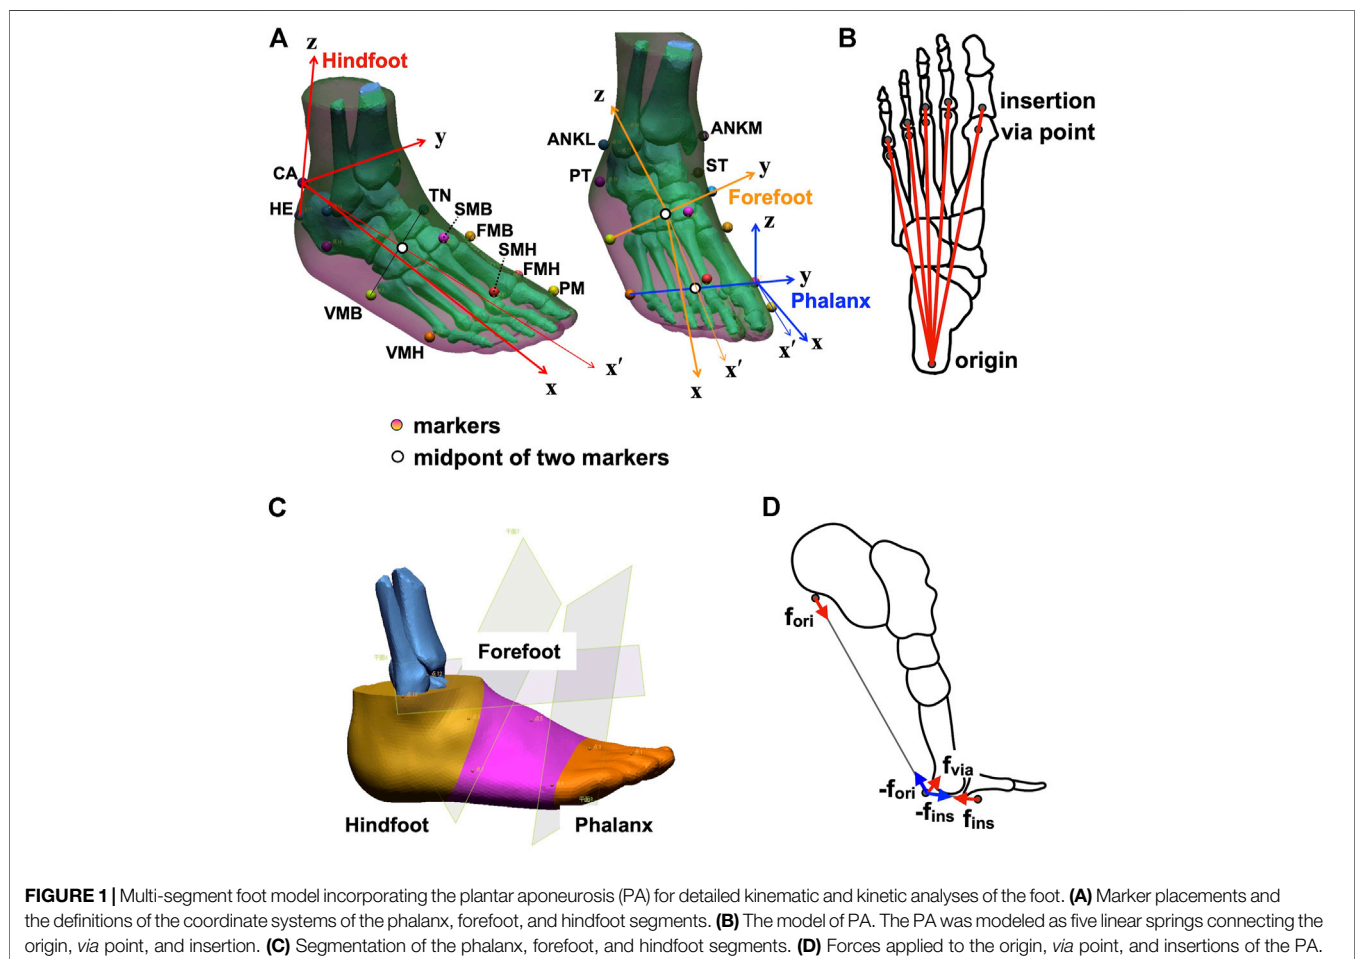 A
z
Hindfoot
y
CA
HE
TN
SMB
FMB
SMH
FMH
PM
VMB
VMH
x
x′
z
ANKL
ANKM
PT
ST
y
Forefoot
z
y
Phalanx
x′
x
x′
x
B
insertion
via point
origin
markers
midpont of two markers
C
Forefoot
Hindfoot
Phalanx
D
fori
fvia
-fori
-fins
fins
FIGURE 1 | Multi-segment foot model incorporating the plantar aponeurosis (PA) for detailed kinematic and kinetic analyses of the foot. (A) Marker placements and
the definitions of the coordinate systems of the phalanx, forefoot, and hindfoot segments. (B) The model of PA. The PA was modeled as five linear springs connecting the
origin, via point, and insertion. (C) Segmentation of the phalanx, forefoot, and hindfoot segments. (D) Forces applied to the origin, via point, and insertions of the PA.